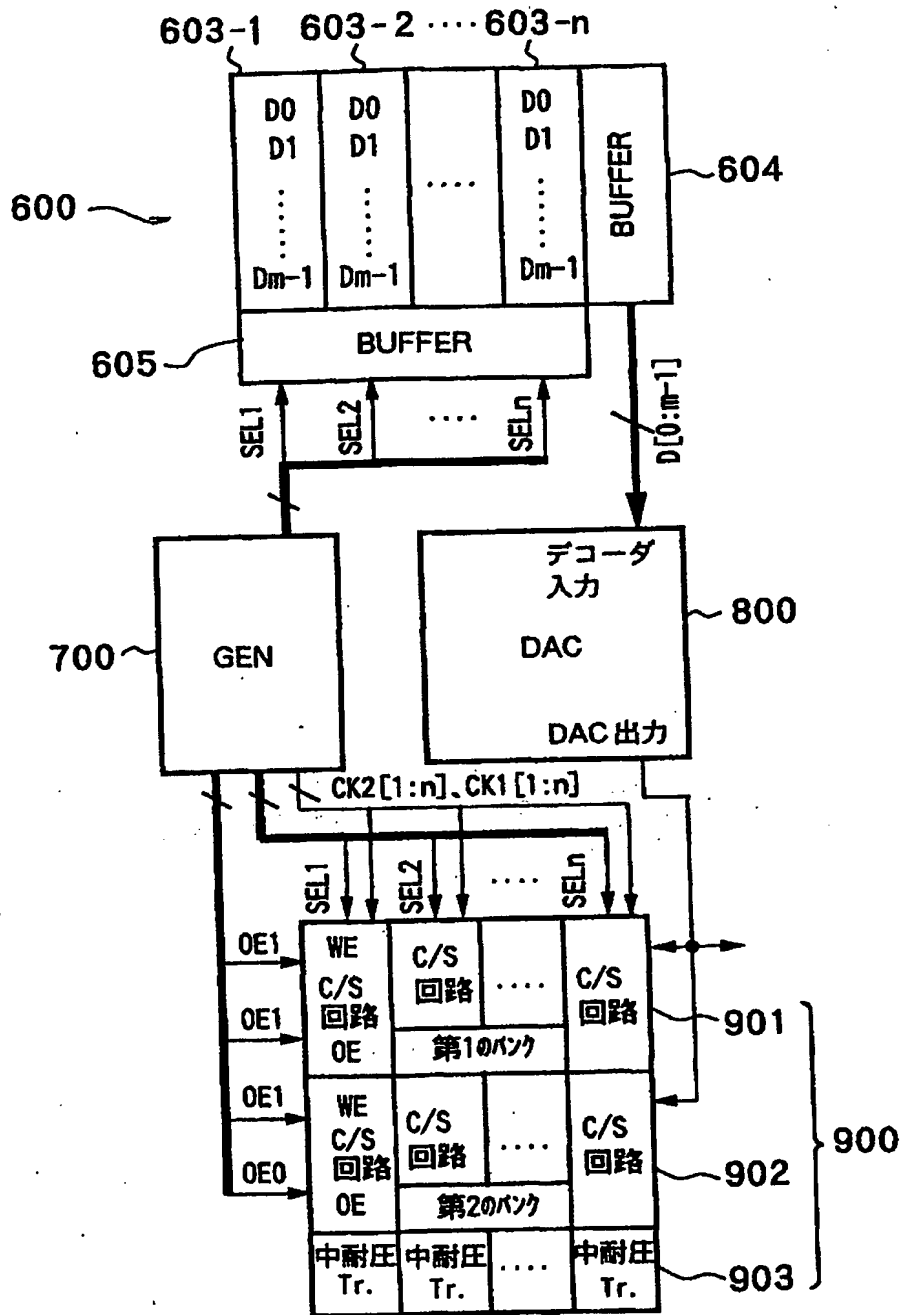 603-1 603-2 ···· 603-n
D0 D0 D0
D1 D1 D1
Dm-1 Dm-1 ···· Dm-1
BUFFER
604
600
605
BUFFER
SEL1 SEL2 ···· SELn
D[0:m-1]
700
GEN
デコーダ
入力
DAC
DAC出力
800
CK2[1:n]、CK1[1:n]
SEL1 SEL2 ···· SELn
OE1
OE1
OE1
OE0
WE
C/S
回路
OE
C/S
回路
····
C/S
回路
第1のバンク
901
WE
C/S
回路
OE
C/S
回路
····
C/S
回路
第2のバンク
902
900
中耐圧
Tr.
中耐圧
Tr.
····
中耐圧
Tr.
903